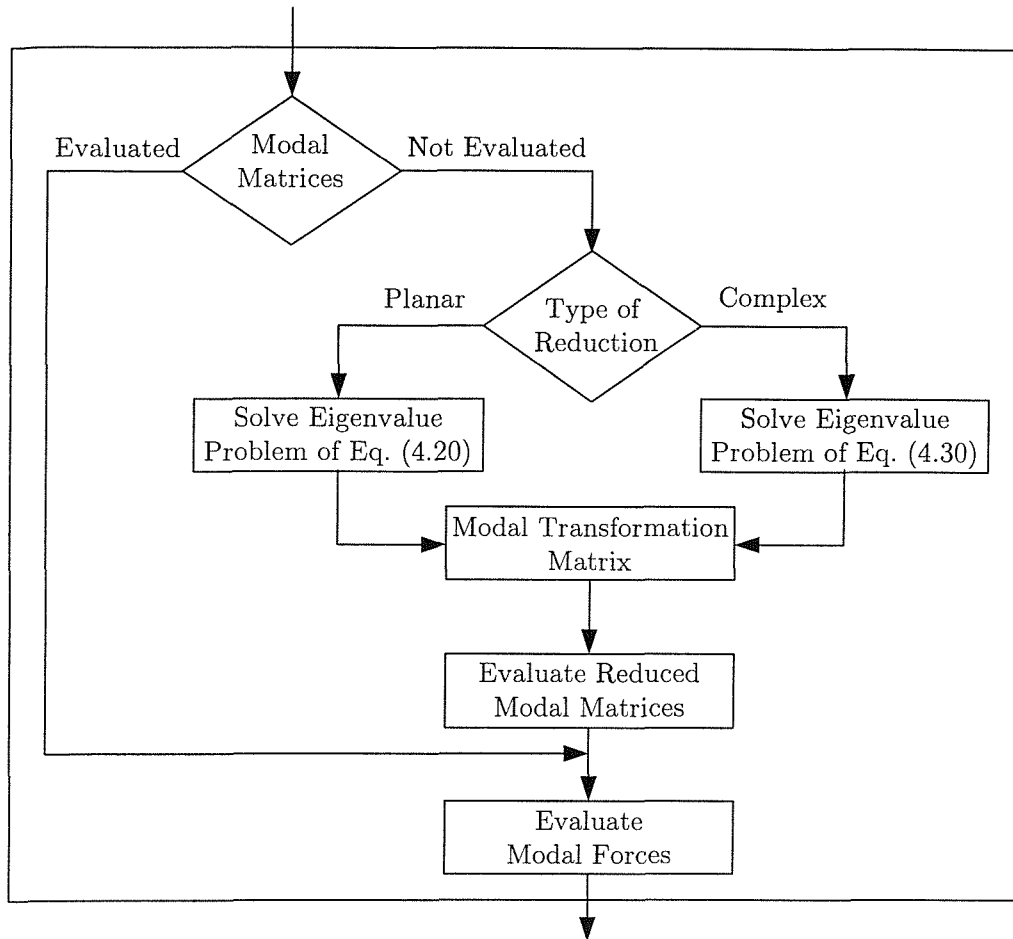 Evaluated
Modal
Matrices
Not Evaluated
Planar
Type of
Reduction
Complex
Solve Eigenvalue
Problem of Eq. (4.20)
Solve Eigenvalue
Problem of Eq. (4.30)
Modal Transformation
Matrix
Evaluate Reduced
Modal Matrices
Evaluate
Modal Forces